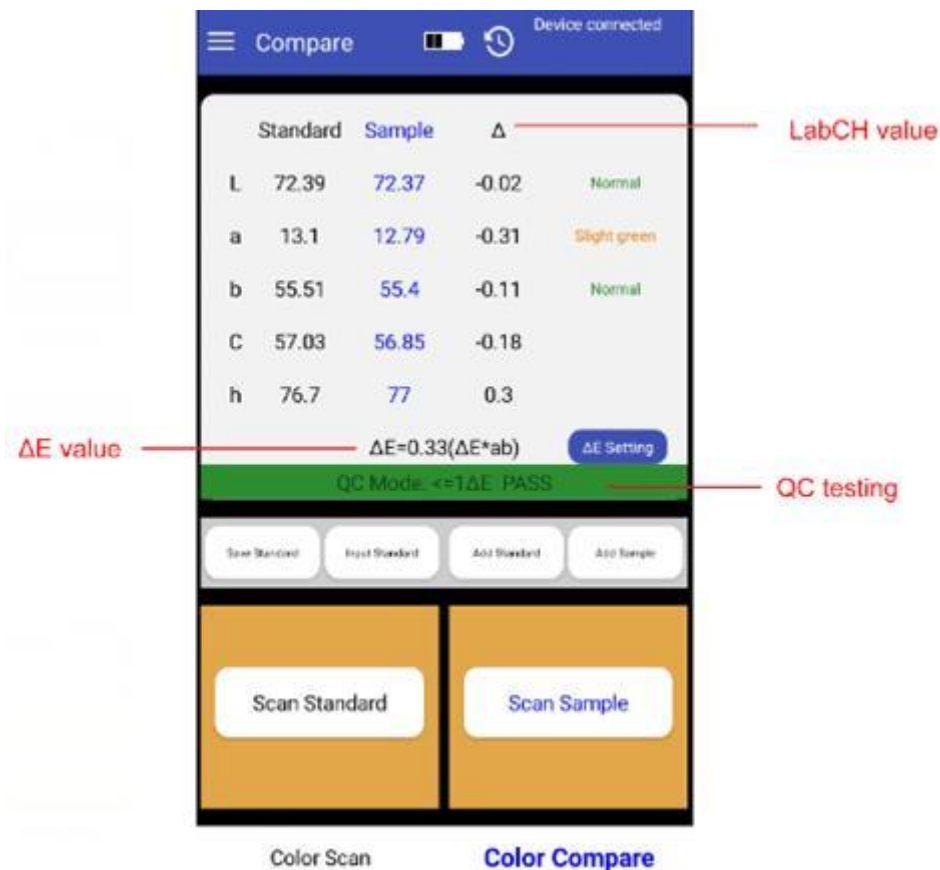 Device connected
Compare
Standard Sample Δ
LabCH value
L 72.39 72.37 -0.02 Normal
a 13.1 12.79 -0.31 Slight green
b 55.51 55.4 -0.11 Normal
C 57.03 56.85 -0.18
h 76.7 77 0.3
ΔE value
ΔE=0.33(ΔE*ab) ΔE Setting
QC Mode: <=1ΔE PASS
QC testing
Save Standard Input Standard Add Standard Add Sample
Scan Standard Scan Sample
Color Scan Color Compare